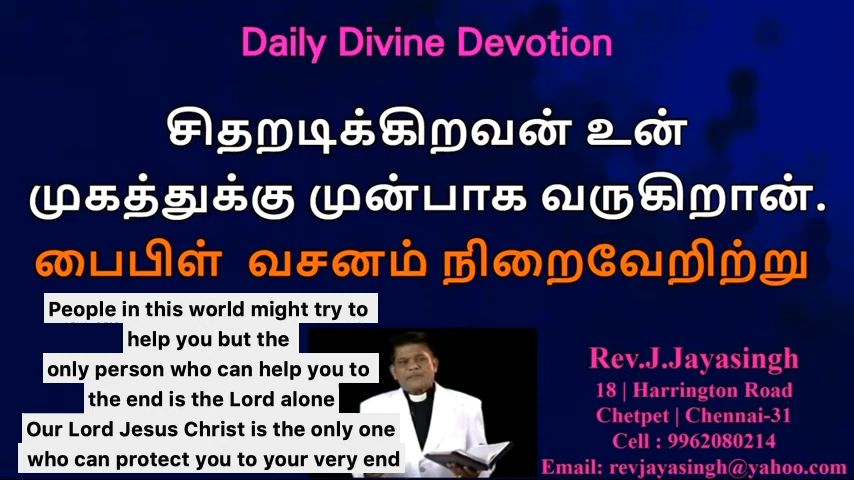 Daily Divine Devotion
சிதறடிக்கிறவன் உன்
முகத்துக்கு முன்பாக வருகிறான்.
பைபிள் வசனம் நிறைவேறிற்று
People in this world might try to
help you but the
only person who can help you to
the end is the Lord alone
Our Lord Jesus Christ is the only one
who can protect you to your very end
Rev.J.Jayasingh
18 | Harrington Road
Chetpet | Chennai-31
Cell : 9962080214
Email: revjayasingh@yahoo.com